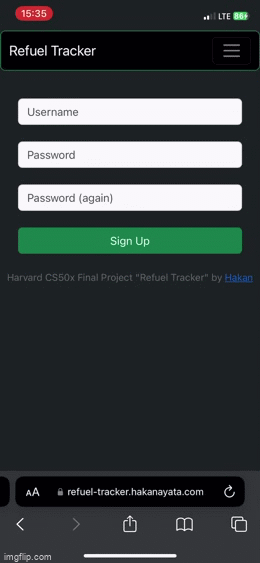 15:35
LTE 86+
Refuel Tracker
Username
Password
Password (again)
Sign Up
Harvard CS50x Final Project "Refuel Tracker" by Hakan
AA refuel-tracker.hakanayata.com
imgflip.com